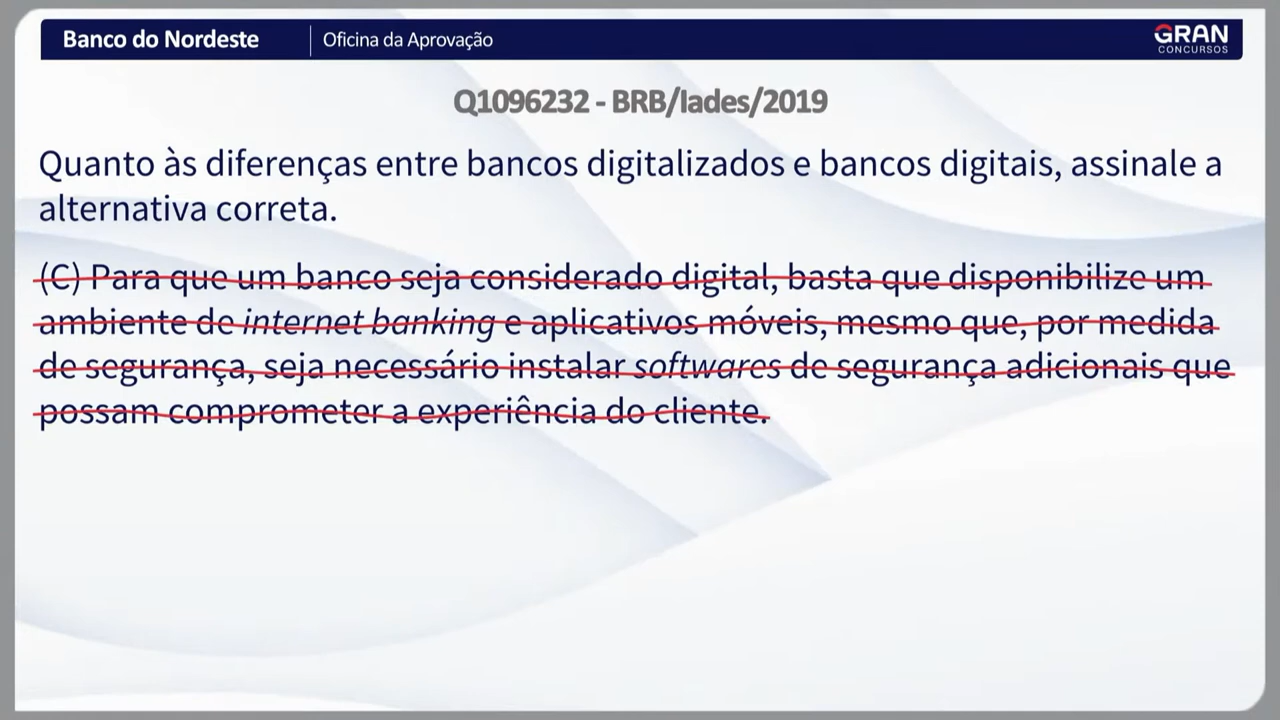 Banco do Nordeste
Oficina da Aprovação
GRAN
CONCURSOS
Q1096232 - BRB/Iades/2019
Quanto às diferenças entre bancos digitalizados e bancos digitais, assinale a
alternativa correta.
(C) Para que um banco seja considerado digital, basta que disponibilize um
ambiente de internet banking e aplicativos móveis, mesmo que, por medida
de segurança, seja necessário instalar softwares de segurança adicionais que
possam comprometer a experiência do cliente.